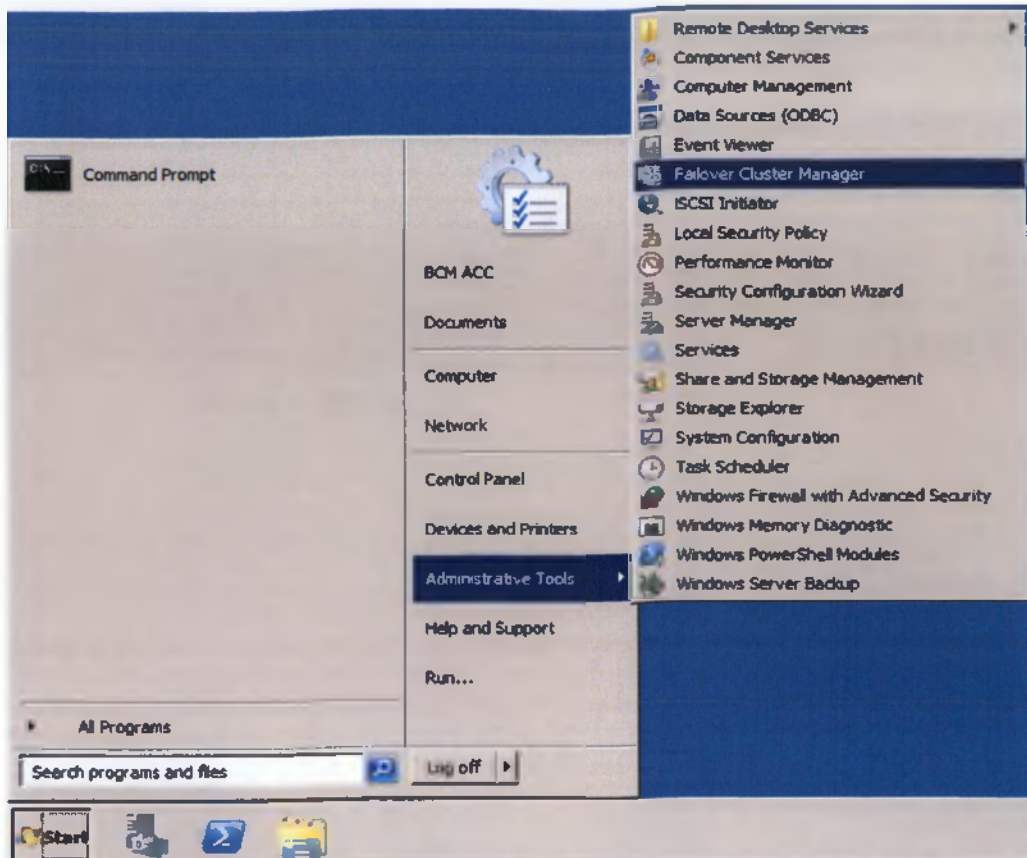 Command Prompt
BCM ACC
Documents
Computer
Network
Control Panel
Devices and Printers
Administrative Tools
Help and Support
Run...
All Programs
Search programs and files
Log off
Start
Remote Desktop Services
Component Services
Computer Management
Data Sources (ODBC)
Event Viewer
Failover Cluster Manager
iSCSI Initiator
Local Security Policy
Performance Monitor
Security Configuration Wizard
Server Manager
Services
Share and Storage Management
Storage Explorer
System Configuration
Task Scheduler
Windows Firewall with Advanced Security
Windows Memory Diagnostic
Windows PowerShell Modules
Windows Server Backup